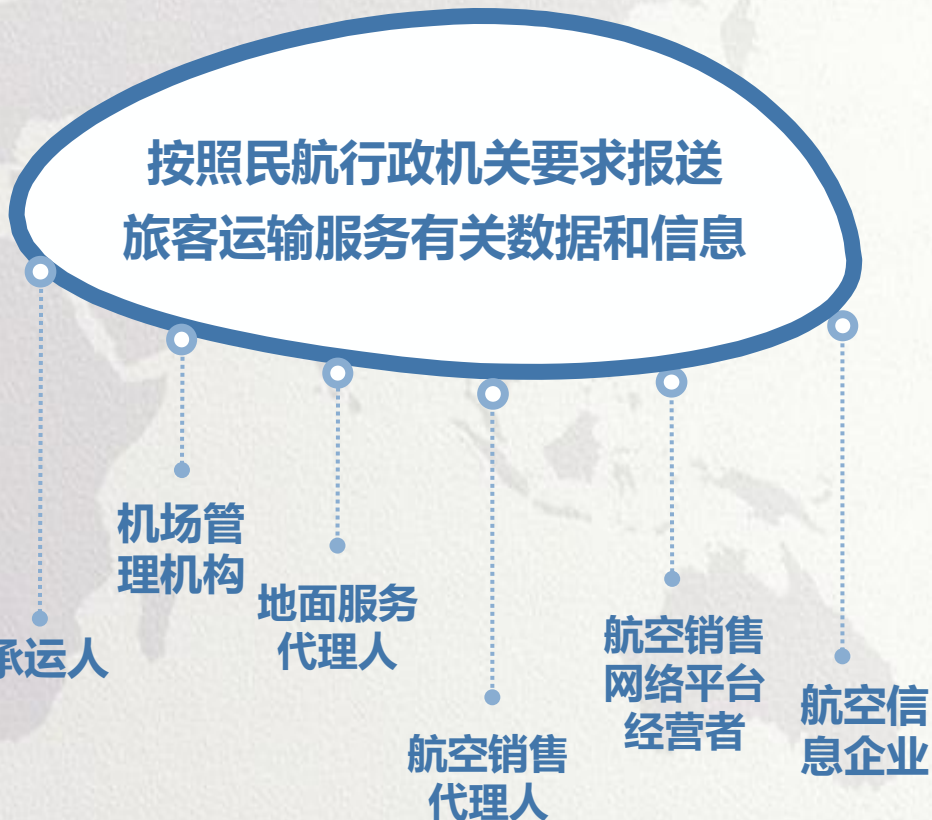 按照民航行政机关要求报送
旅客运输服务有关数据和信息
承运人
机场管
理机构
地面服务
代理人
航空销售
代理人
航空销售
网络平台
经营者
航空信
息企业